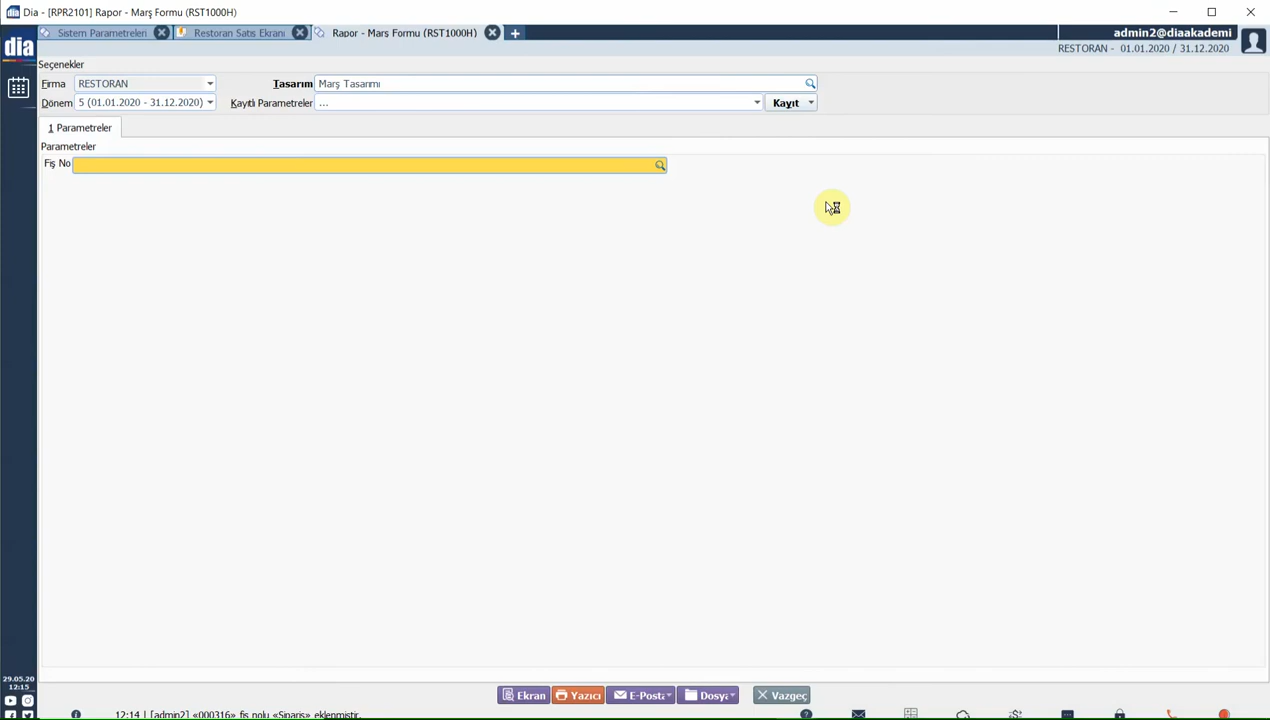 Dia - [RPR2101] Rapor - Marş Formu (RST1000H)
Sistem Parametreleri
Restoran Satış Ekranı
Rapor - Marş Formu (RST1000H)
admin2@diaakademi
dia
RESTORAN - 01.01.2020 / 31.12.2020
Seçenekler
Firma RESTORAN Tasarım Marş Tasarımı
Dönem 5 (01.01.2020 - 31.12.2020) Kayıtlı Parametreler ... Kayıt
1 Parametreler
Parametreler
Fiş No
29.05.20
12:15
Ekran Yazıcı E-Posta Dosya Vazgeç
12:14 | [admin2] «000316» fiş nolu «Sipariş» eklenmiştir.